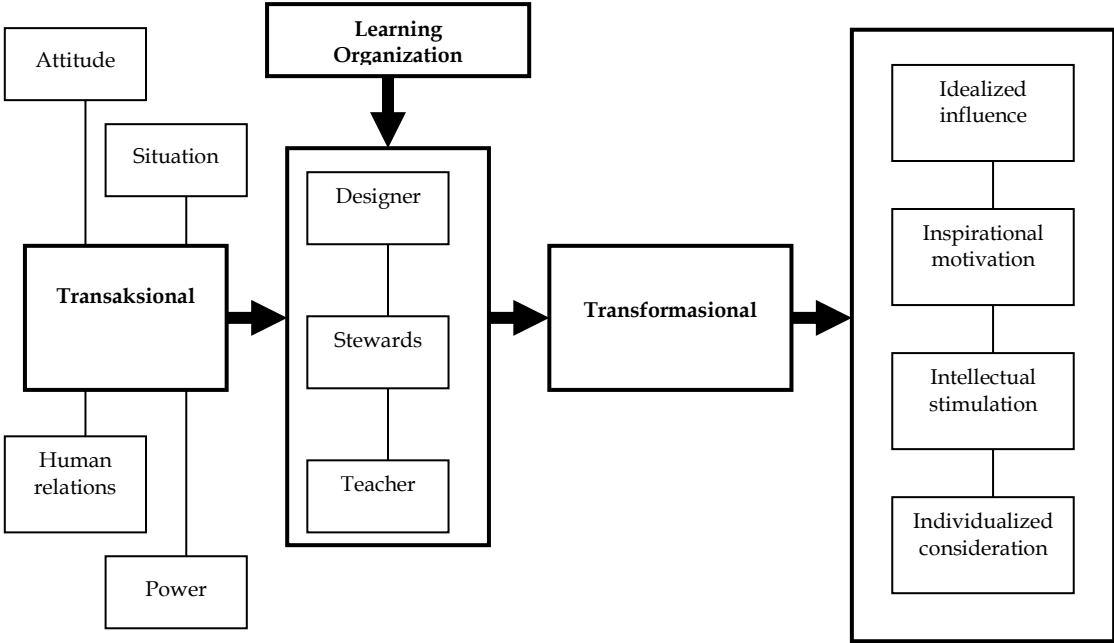 Learning
Organization
Attitude
Situation
Transaksional
Human
relations
Power
Designer
Stewards
Teacher
Transformasional
Idealized
influence
Inspirational
motivation
Intellectual
stimulation
Individualized
consideration